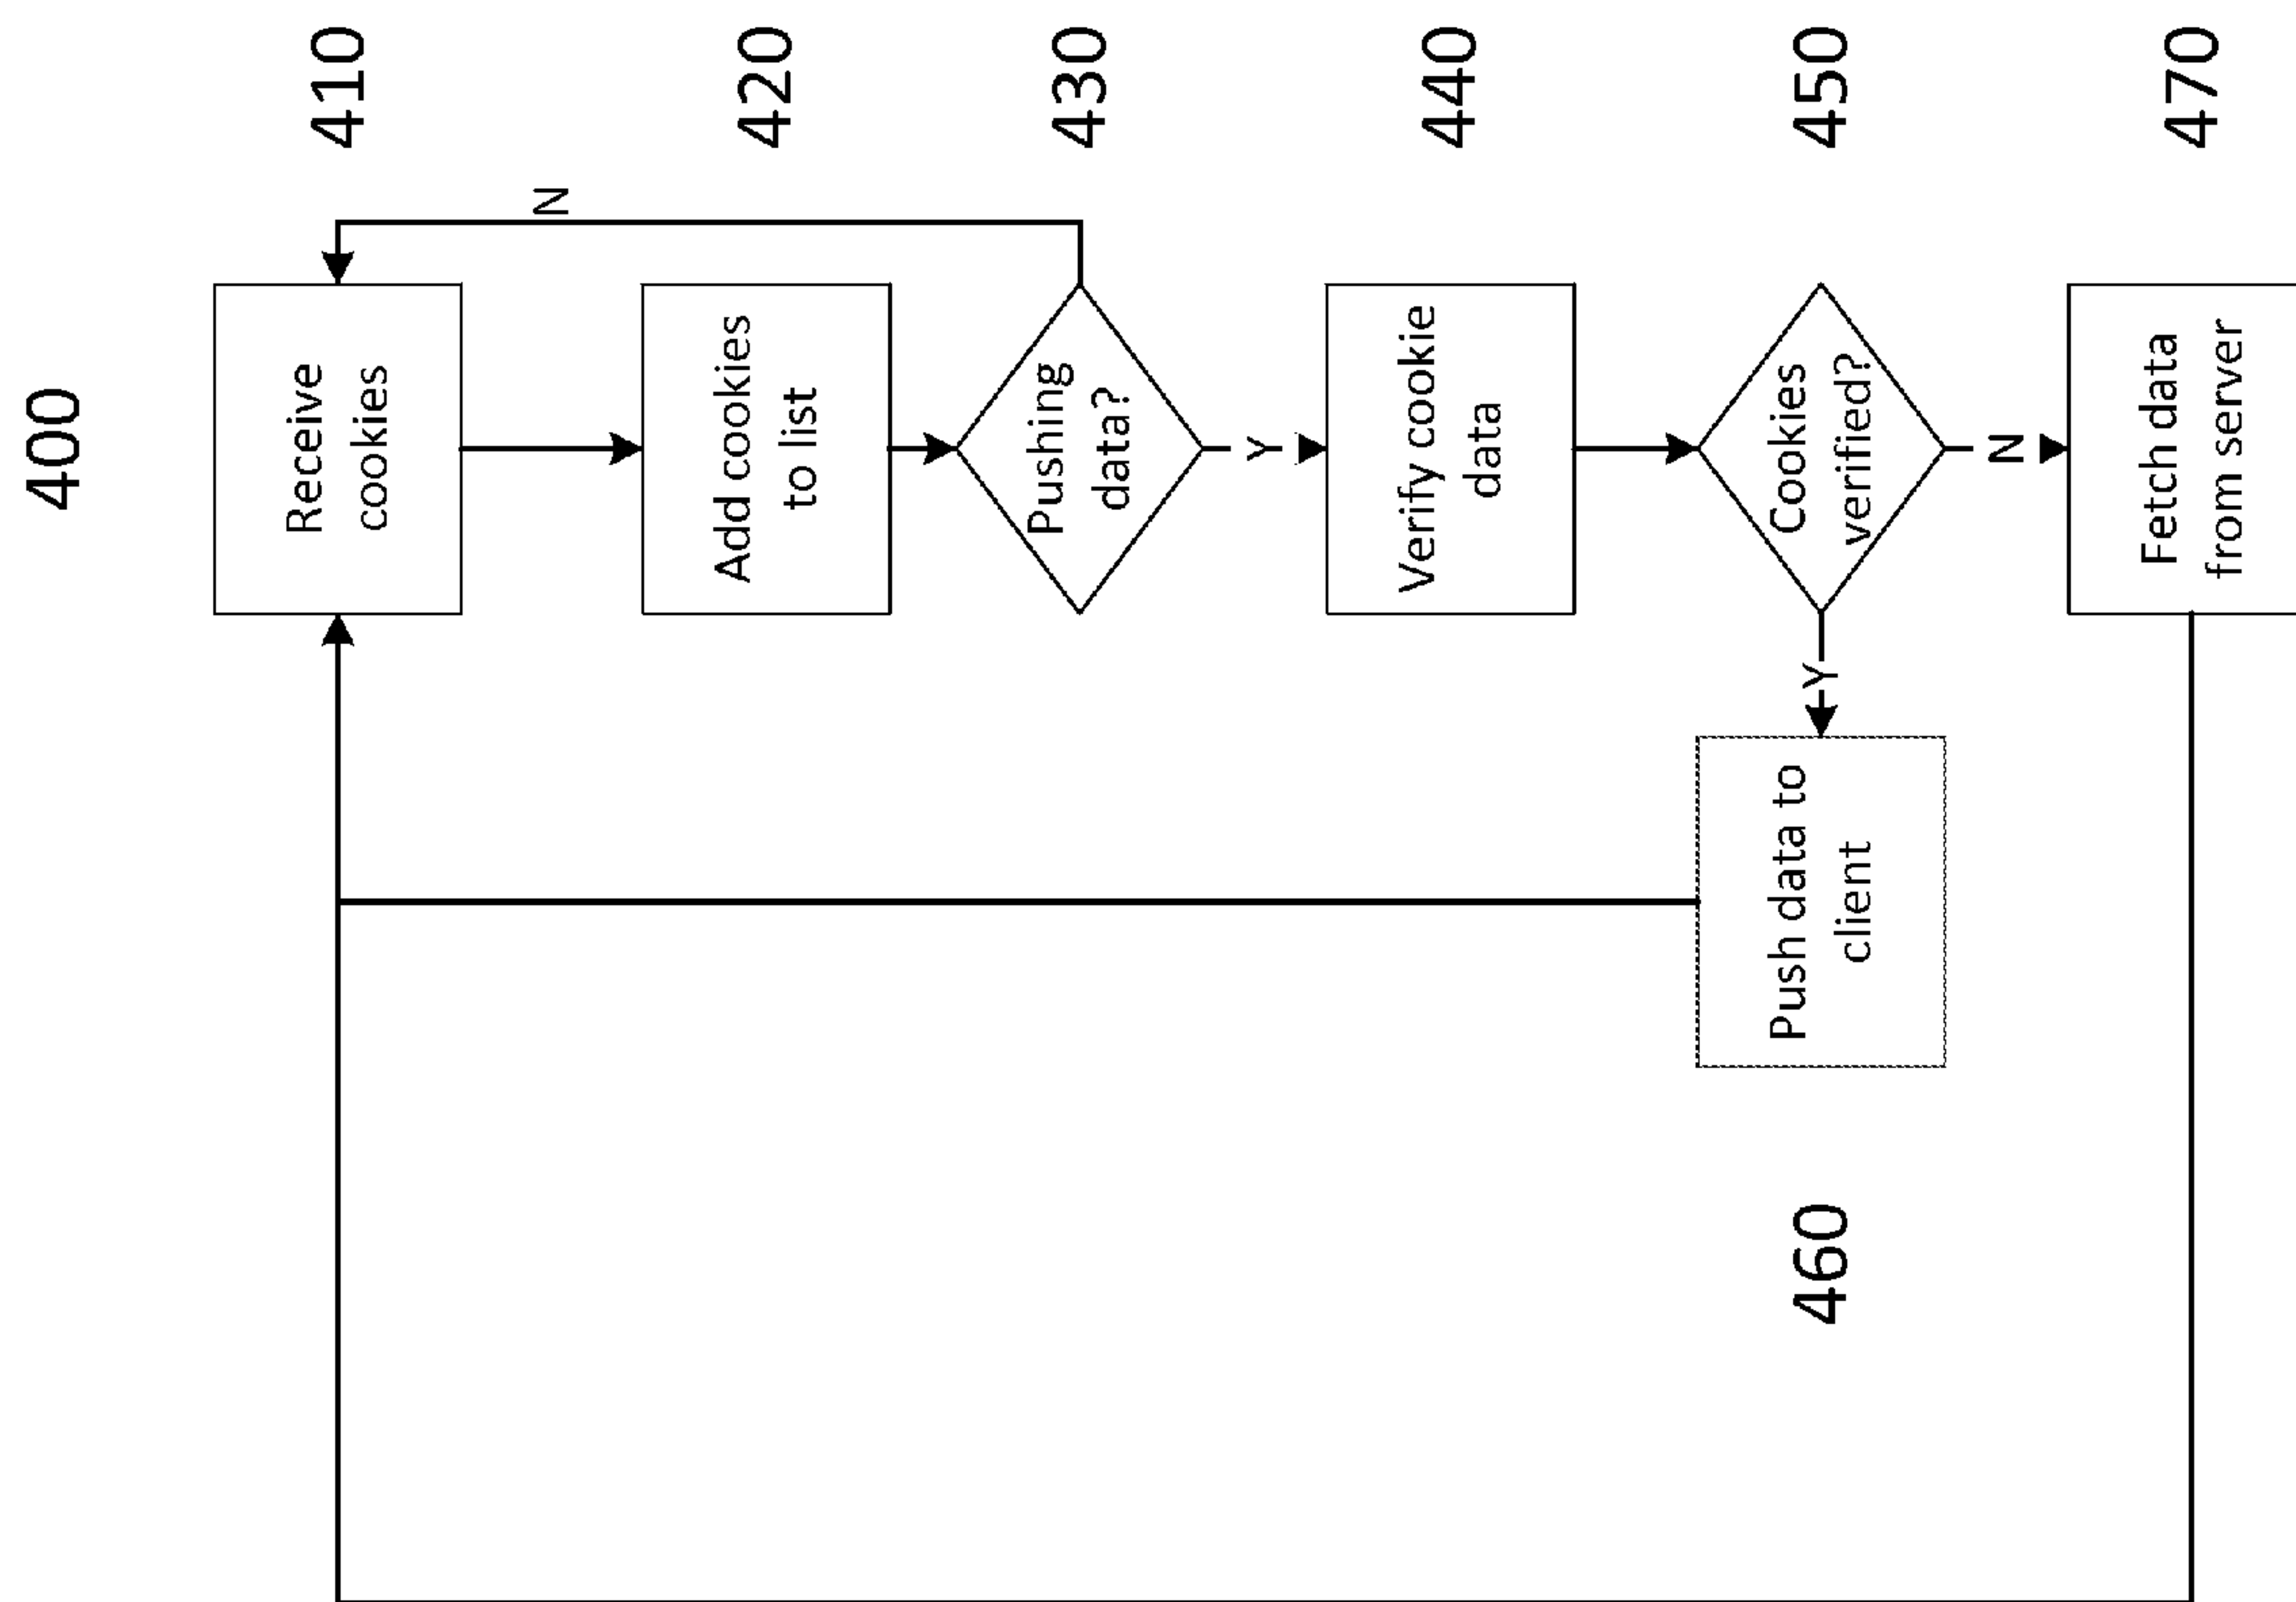 400
Receive
cookies
410
N
Add cookies
to list
420
Pushing
data?
430
Y
Verify cookie
data
440
Cookies
verified?
450
Y
Push data to
client
460
N
Fetch data
from server
470